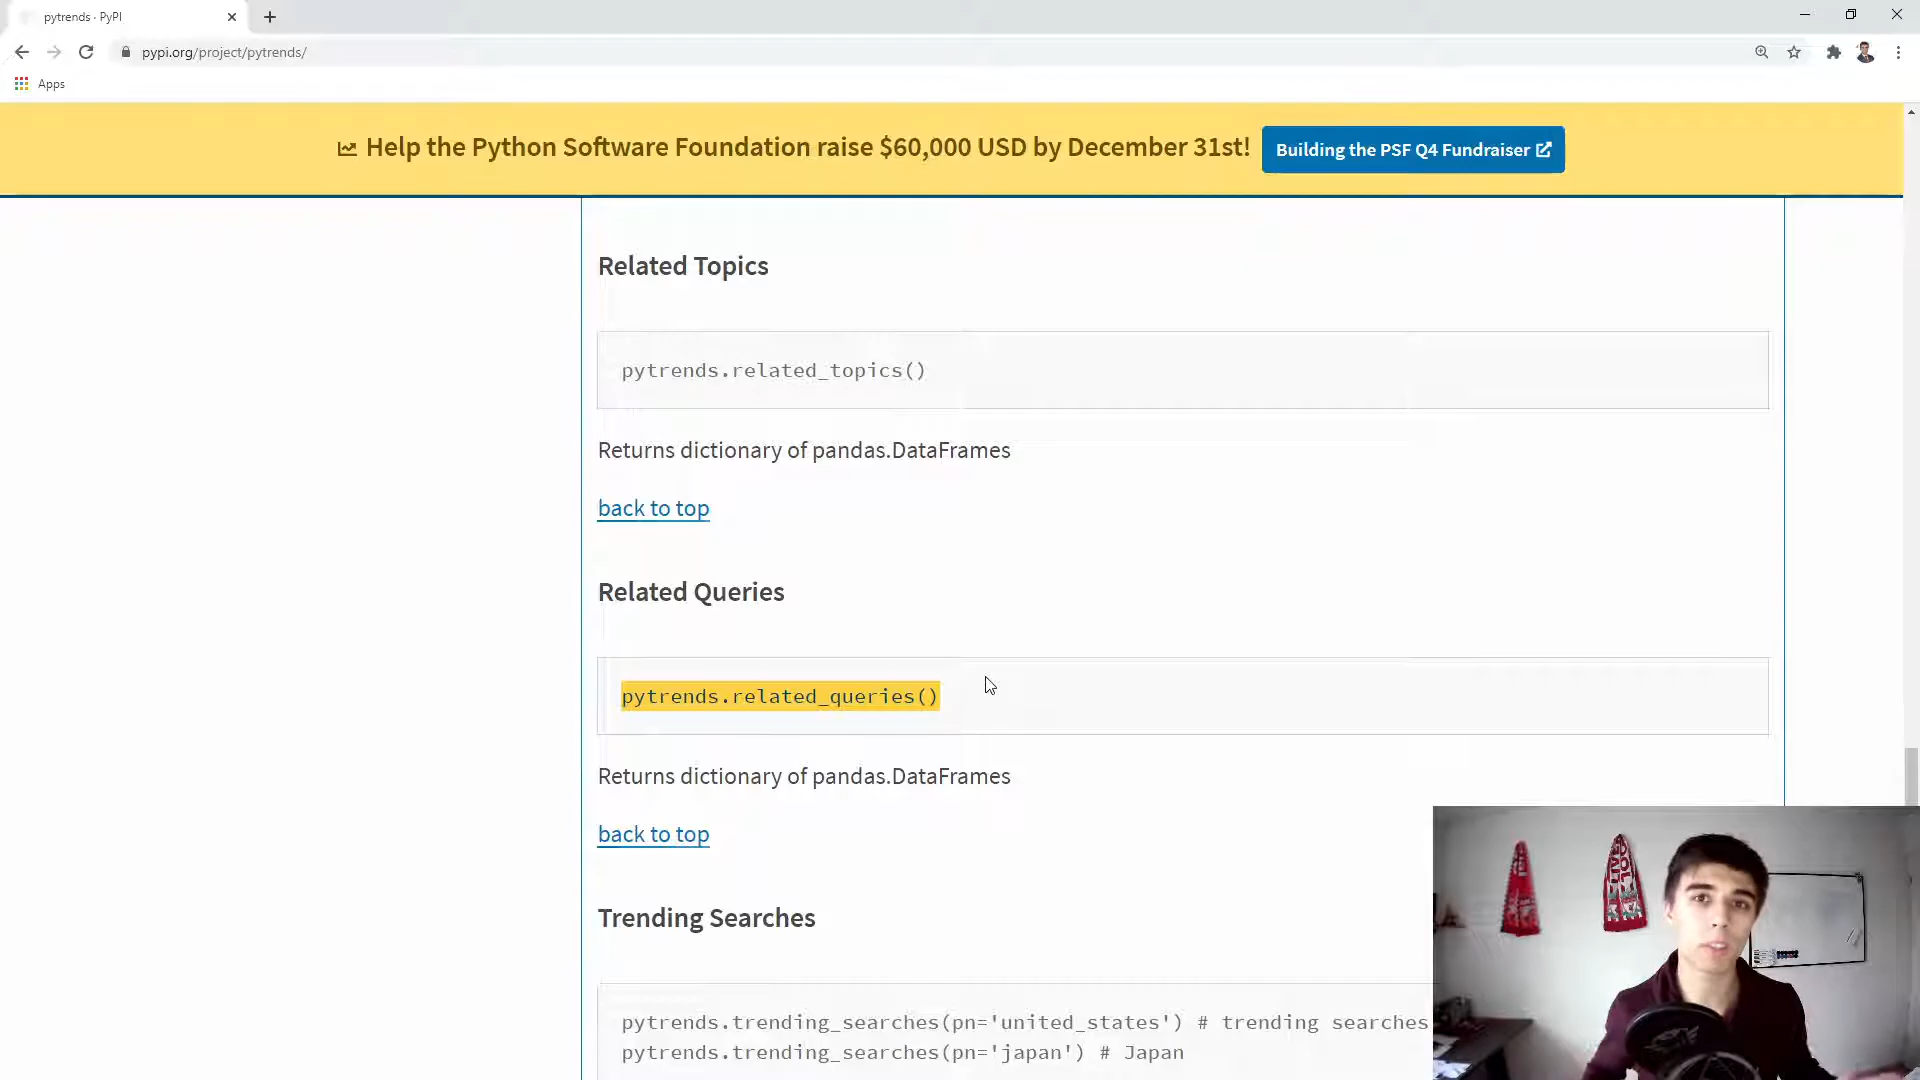 pytrends · PyPI
pypi.org/project/pytrends/
Apps
Help the Python Software Foundation raise $60,000 USD by December 31st!
Building the PSF Q4 Fundraiser
Related Topics
pytrends.related_topics()
Returns dictionary of pandas.DataFrames
back to top
Related Queries
pytrends.related_queries()
Returns dictionary of pandas.DataFrames
back to top
Trending Searches
pytrends.trending_searches(pn='united_states') # trending searches
pytrends.trending_searches(pn='japan') # Japan